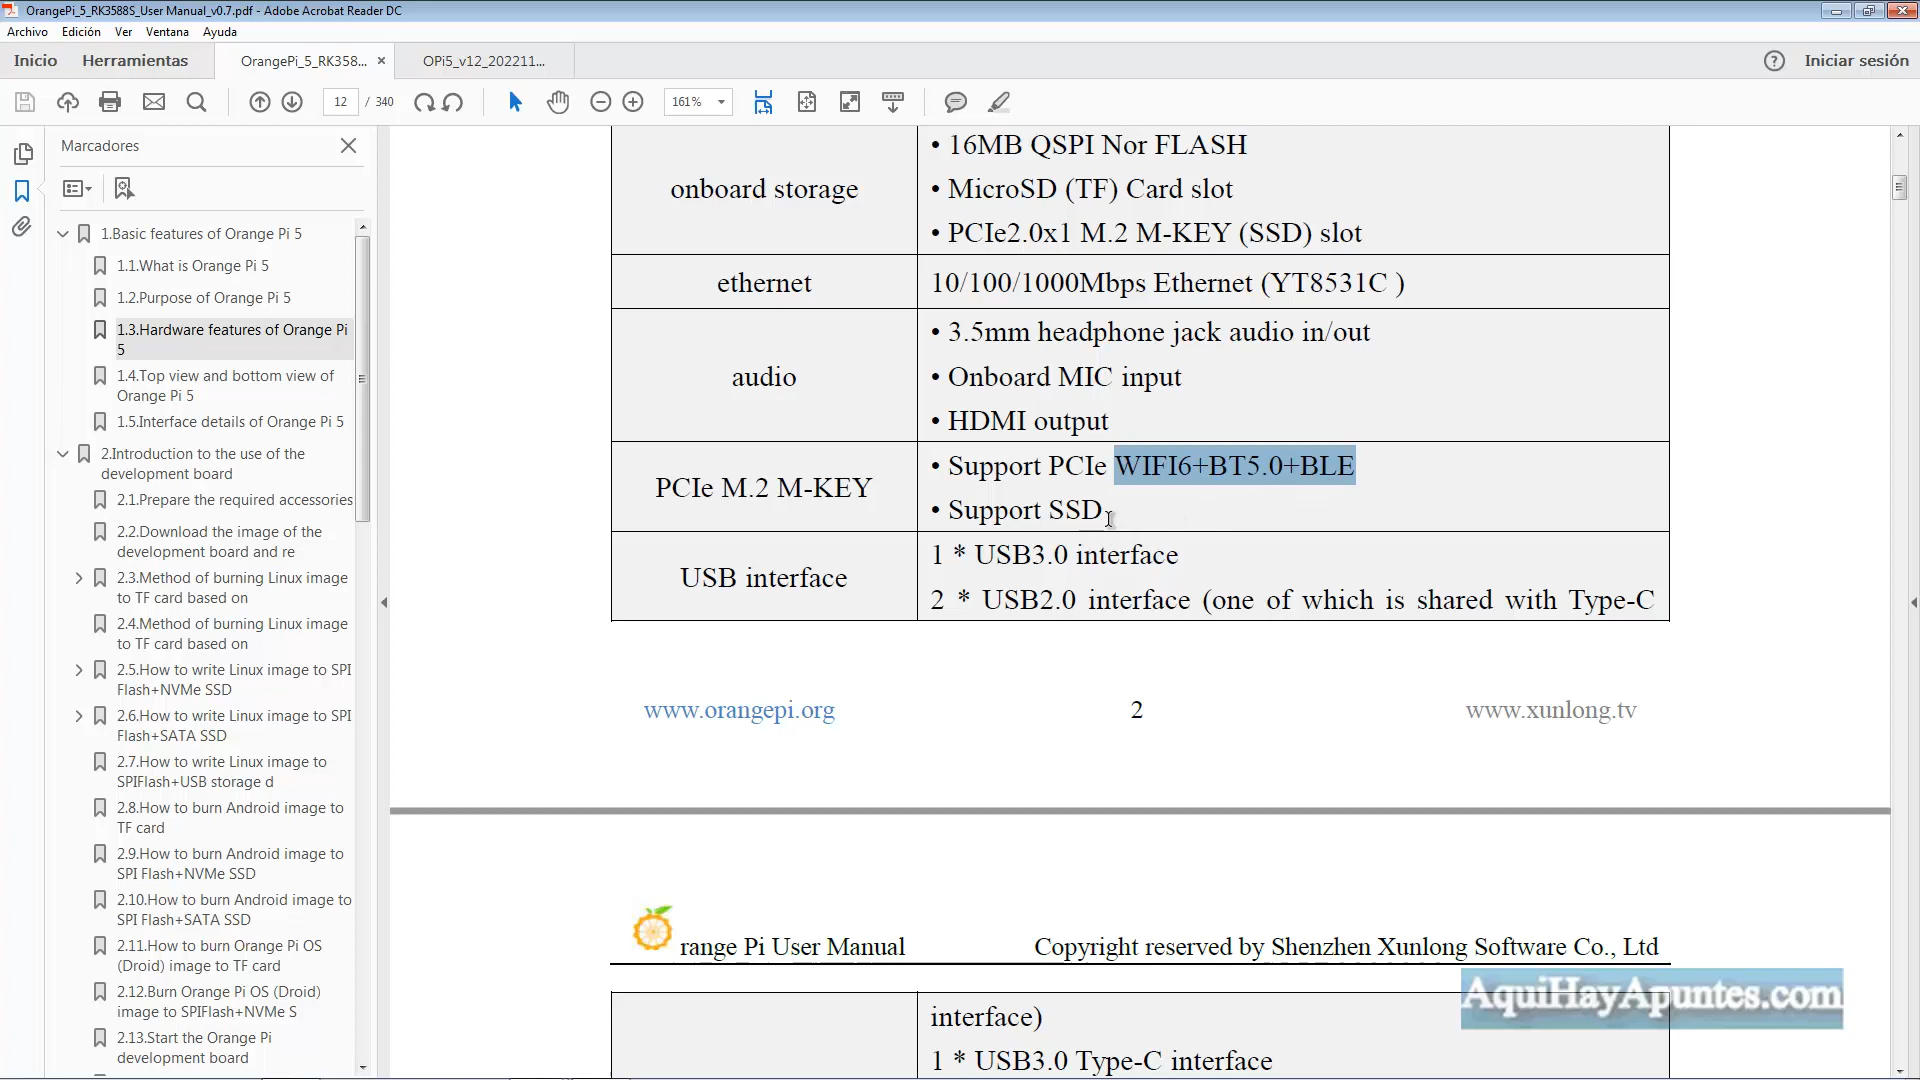 OrangePi_5_RK3588S_User Manual_v0.7.pdf - Adobe Acrobat Reader DC
Archivo Edición Ver Ventana Ayuda
Inicio Herramientas OrangePi_5_RK358... × OPi5_v12_202211... Iniciar sesión
12 / 340 161%
Marcadores
1.Basic features of Orange Pi 5
1.1.What is Orange Pi 5
1.2.Purpose of Orange Pi 5
1.3.Hardware features of Orange Pi
5
1.4.Top view and bottom view of
Orange Pi 5
1.5.Interface details of Orange Pi 5
2.Introduction to the use of the
development board
2.1.Prepare the required accessories
2.2.Download the image of the
development board and re
2.3.Method of burning Linux image
to TF card based on
2.4.Method of burning Linux image
to TF card based on
2.5.How to write Linux image to SPI
Flash+NVMe SSD
2.6.How to write Linux image to SPI
Flash+SATA SSD
2.7.How to write Linux image to
SPIFlash+USB storage d
2.8.How to burn Android image to
TF card
2.9.How to burn Android image to
SPI Flash+NVMe SSD
2.10.How to burn Android image to
SPI Flash+SATA SSD
2.11.How to burn Orange Pi OS
(Droid) image to TF card
2.12.Burn Orange Pi OS (Droid)
image to SPIFlash+NVMe S
2.13.Start the Orange Pi
development board
onboard storage
• 16MB QSPI Nor FLASH
• MicroSD (TF) Card slot
• PCIe2.0x1 M.2 M-KEY (SSD) slot
ethernet
10/100/1000Mbps Ethernet (YT8531C )
audio
• 3.5mm headphone jack audio in/out
• Onboard MIC input
• HDMI output
PCIe M.2 M-KEY
• Support PCIe WIFI6+BT5.0+BLE
• Support SSD
USB interface
1 * USB3.0 interface
2 * USB2.0 interface (one of which is shared with Type-C
www.orangepi.org 2 www.xunlong.tv
range Pi User Manual Copyright reserved by Shenzhen Xunlong Software Co., Ltd
AquiHayApuntes.com
interface)
1 * USB3.0 Type-C interface